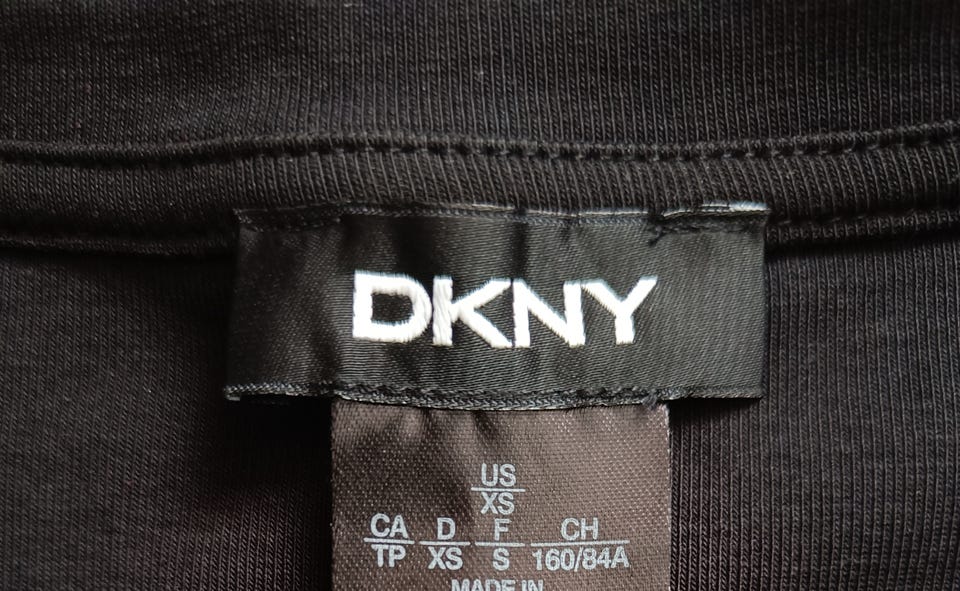 DKNY
US
XS
CA D F CH
TP XS S 160/84A
MADE IN